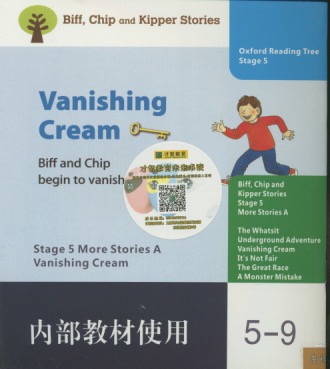 Biff, Chip and Kipper Stories
Oxford Reading Tree
Stage 5
Vanishing
Cream
Biff and Chip
begin to vanish
Biff, Chip and
Kipper Stories
Stage 5
More Stories A
The Whatsit
Underground Adventure
Vanishing Cream
It's Not Fair
The Great Race
A Monster Mistake
Stage 5 More Stories A
Vanishing Cream
内部教材使用
5-9